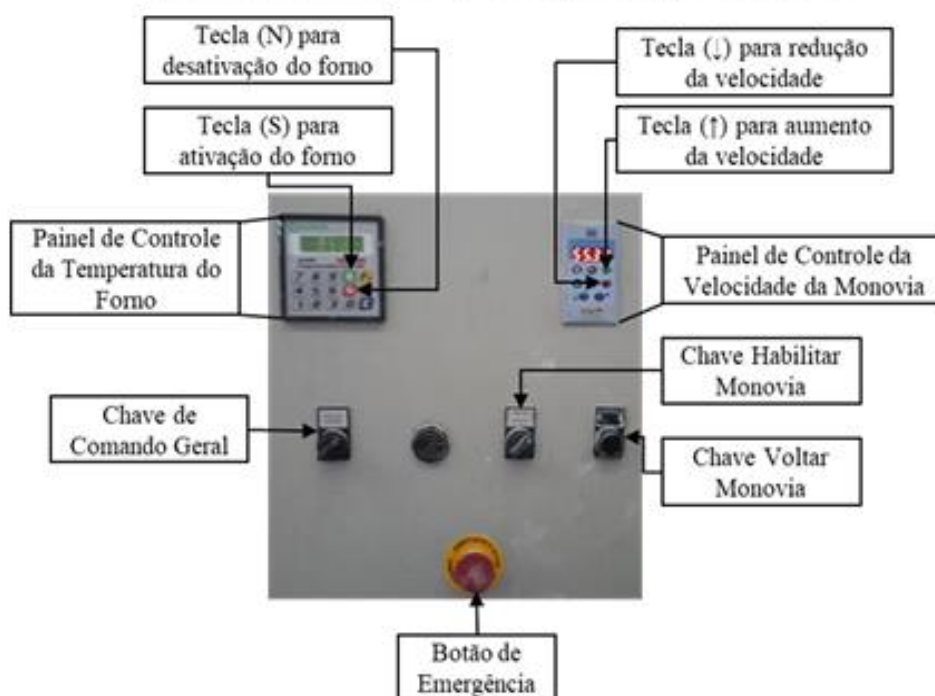 Tecla (N) para
desativação do forno
Tecla (↓) para redução
da velocidade
Tecla (S) para
ativação do forno
Tecla (↑) para aumento
da velocidade
Painel de Controle
da Temperatura do
Forno
Painel de Controle da
Velocidade da Monovia
Chave Habilitar
Monovia
Chave de
Comando Geral
Chave Voltar
Monovia
Botão de
Emergência